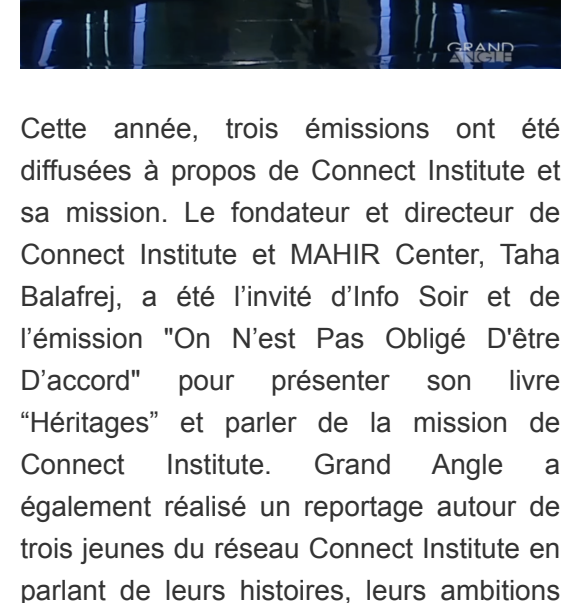 GRAND
ANGLE
Cette année, trois émissions ont été
diffusées à propos de Connect Institute et
sa mission. Le fondateur et directeur de
Connect Institute et MAHIR Center, Taha
Balafrej, a été l’invité d’Info Soir et de
l’émission "On N’est Pas Obligé D'être
D’accord" pour présenter son livre
“Héritages” et parler de la mission de
Connect Institute. Grand Angle a
également réalisé un reportage autour de
trois jeunes du réseau Connect Institute en
parlant de leurs histoires, leurs ambitions